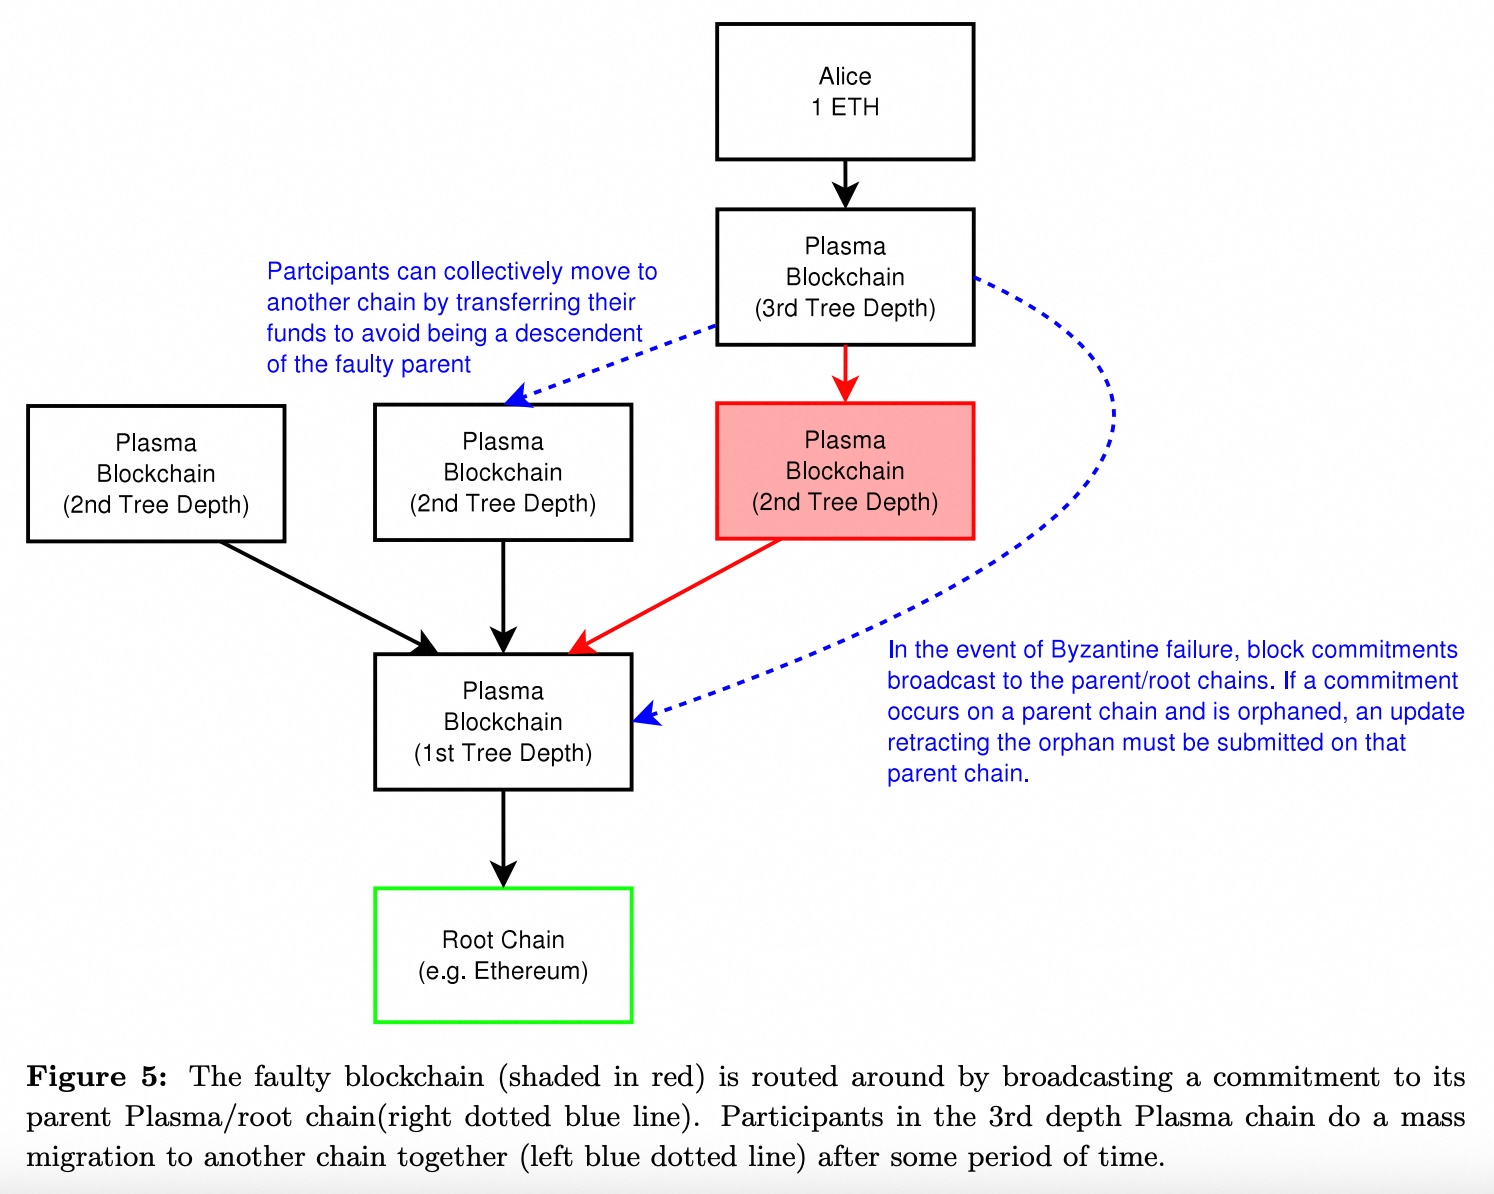 Alice
1 ETH
Plasma
Blockchain
(3rd Tree Depth)
Partcipants can collectively move to
another chain by transferring their
funds to avoid being a descendent
of the faulty parent
Plasma
Blockchain
(2nd Tree Depth)
Plasma
Blockchain
(2nd Tree Depth)
Plasma
Blockchain
(2nd Tree Depth)
In the event of Byzantine failure, block commitments
broadcast to the parent/root chains. If a commitment
occurs on a parent chain and is orphaned, an update
retracting the orphan must be submitted on that
parent chain.
Plasma
Blockchain
(1st Tree Depth)
Root Chain
(e.g. Ethereum)
Figure 5: The faulty blockchain (shaded in red) is routed around by broadcasting a commitment to its
parent Plasma/root chain(right dotted blue line). Participants in the 3rd depth Plasma chain do a mass
migration to another chain together (left blue dotted line) after some period of time.